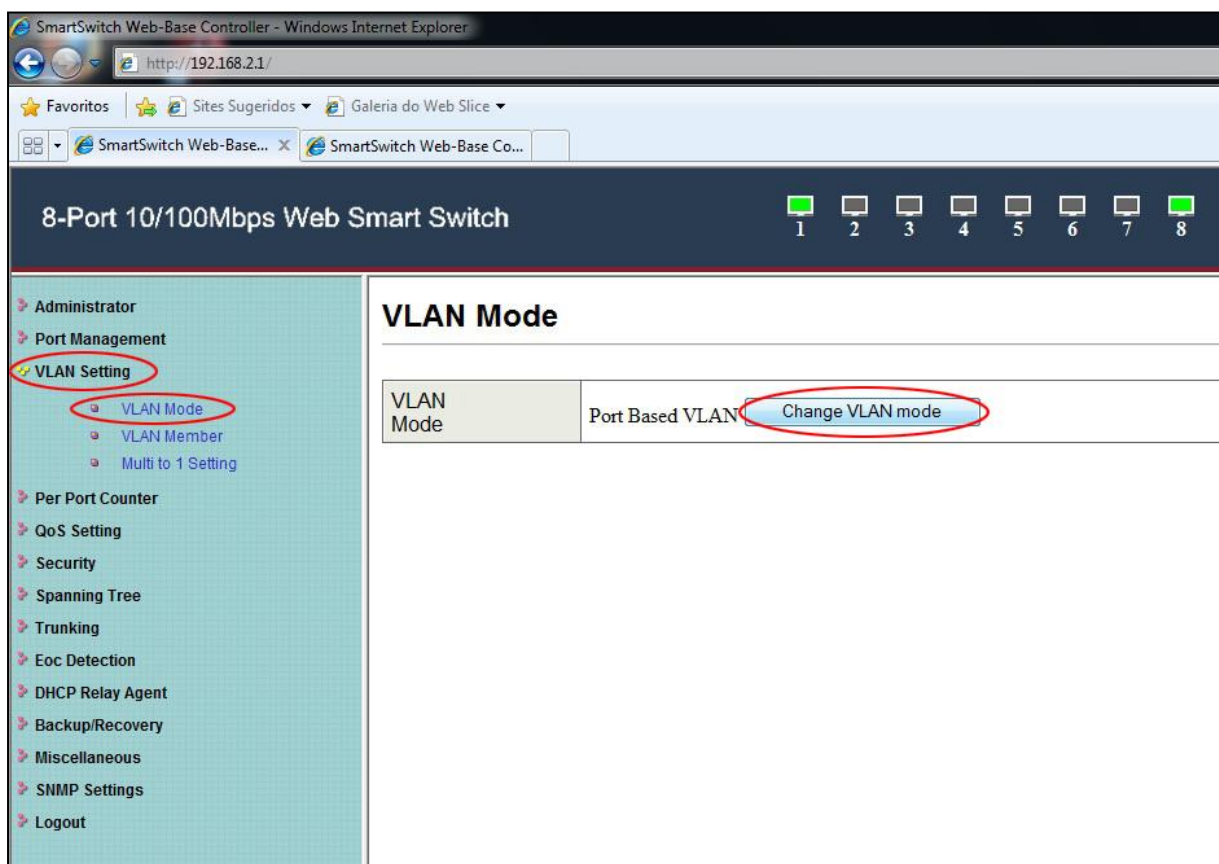 SmartSwitch Web-Base Controller - Windows Internet Explorer
http://192.168.2.1/
Favoritos Sites Sugeridos Galeria do Web Slice
SmartSwitch Web-Base... X SmartSwitch Web-Base Co...
8-Port 10/100Mbps Web Smart Switch
1 2 3 4 5 6 7 8
Administrator
Port Management
VLAN Setting
VLAN Mode
VLAN Member
Multi to 1 Setting
Per Port Counter
QoS Setting
Security
Spanning Tree
Trunking
Eoc Detection
DHCP Relay Agent
Backup/Recovery
Miscellaneous
SNMP Settings
Logout
VLAN Mode
VLAN
Mode
Port Based VLAN Change VLAN mode